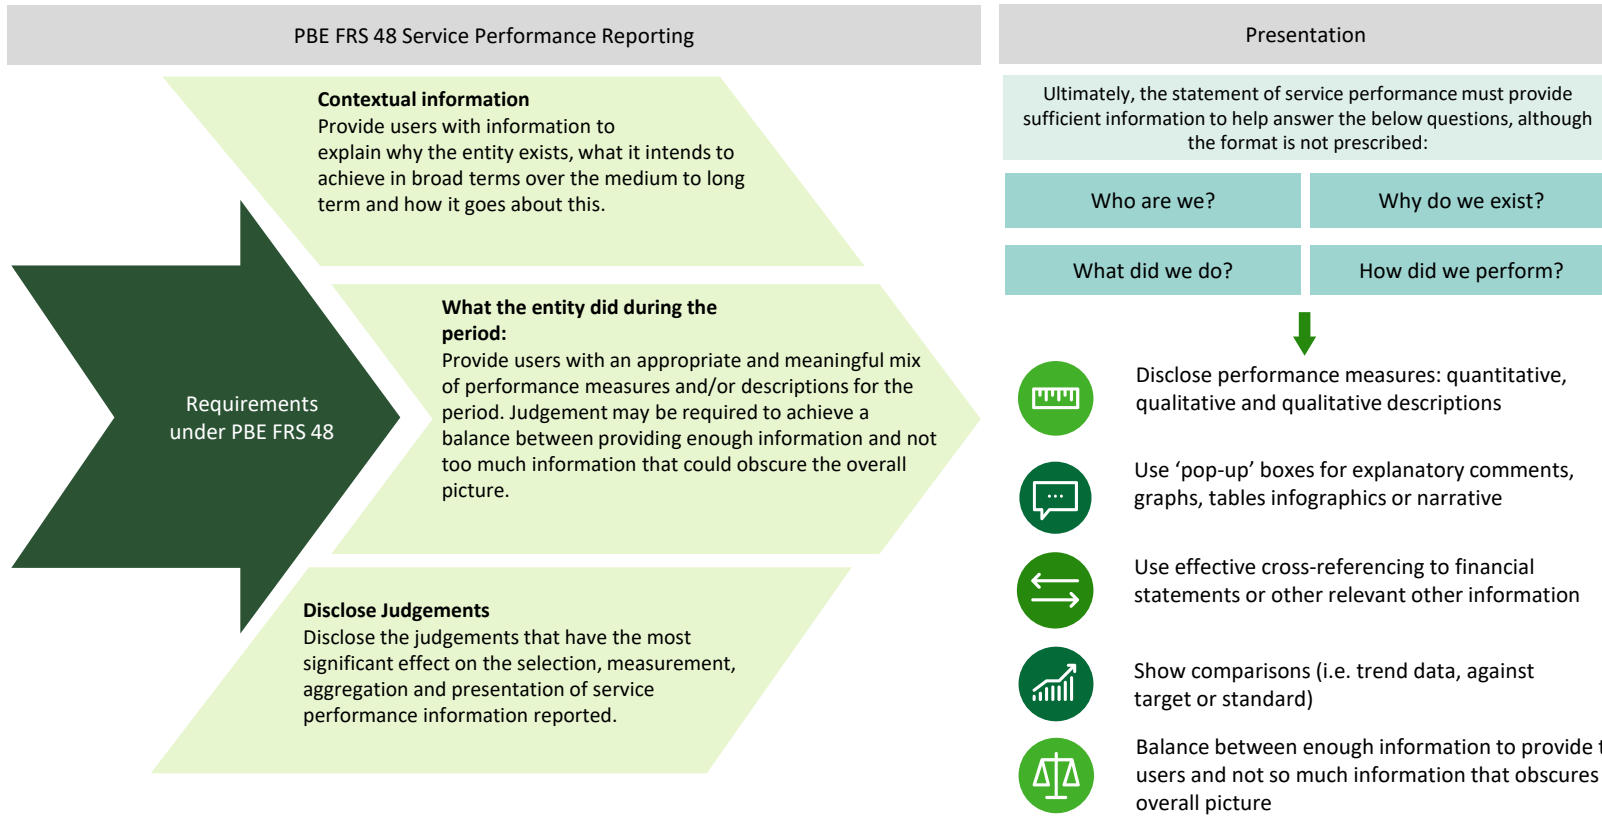 PBE FRS 48 Service Performance Reporting
Contextual information
Provide users with information to
explain why the entity exists, what it intends to
achieve in broad terms over the medium to long
term and how it goes about this.
Requirements
under PBE FRS 48
What the entity did during the
period:
Provide users with an appropriate and meaningful mix
of performance measures and/or descriptions for the
period. Judgement may be required to achieve a
balance between providing enough information and not
too much information that could obscure the overall
picture.
Disclose Judgements
Disclose the judgements that have the most
significant effect on the selection, measurement,
aggregation and presentation of service
performance information reported.
Presentation
Ultimately, the statement of service performance must provide
sufficient information to help answer the below questions, although
the format is not prescribed:
Who are we?
Why do we exist?
What did we do?
How did we perform?
Disclose performance measures: quantitative,
qualitative and qualitative descriptions
Use ‘pop-up’ boxes for explanatory comments,
graphs, tables infographics or narrative
Use effective cross-referencing to financial
statements or other relevant other information
Show comparisons (i.e. trend data, against
target or standard)
Balance between enough information to provide
users and not so much information that obscures
overall picture